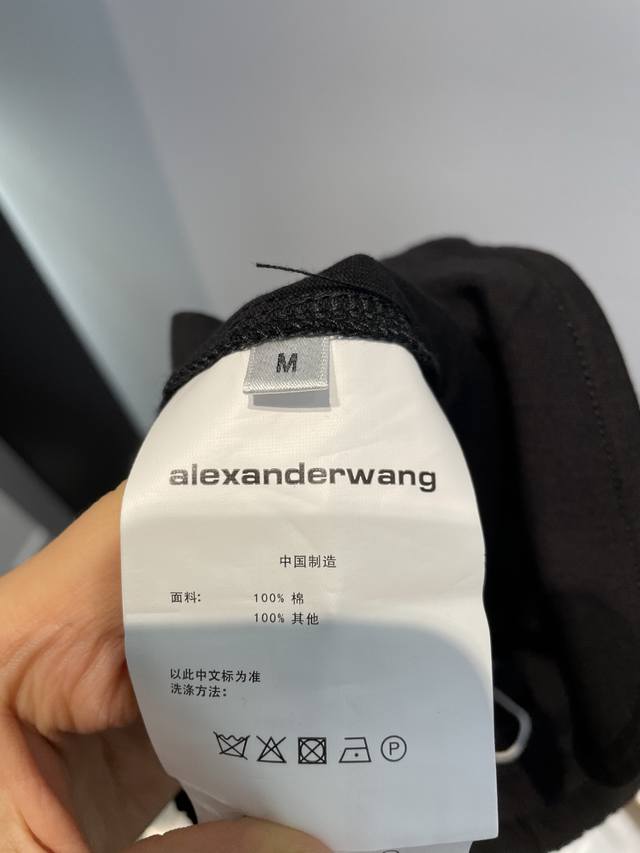 M
alexanderwang
中国制造
面料: 100% 棉
100% 其他
以此中文标为准
洗涤方法:
P